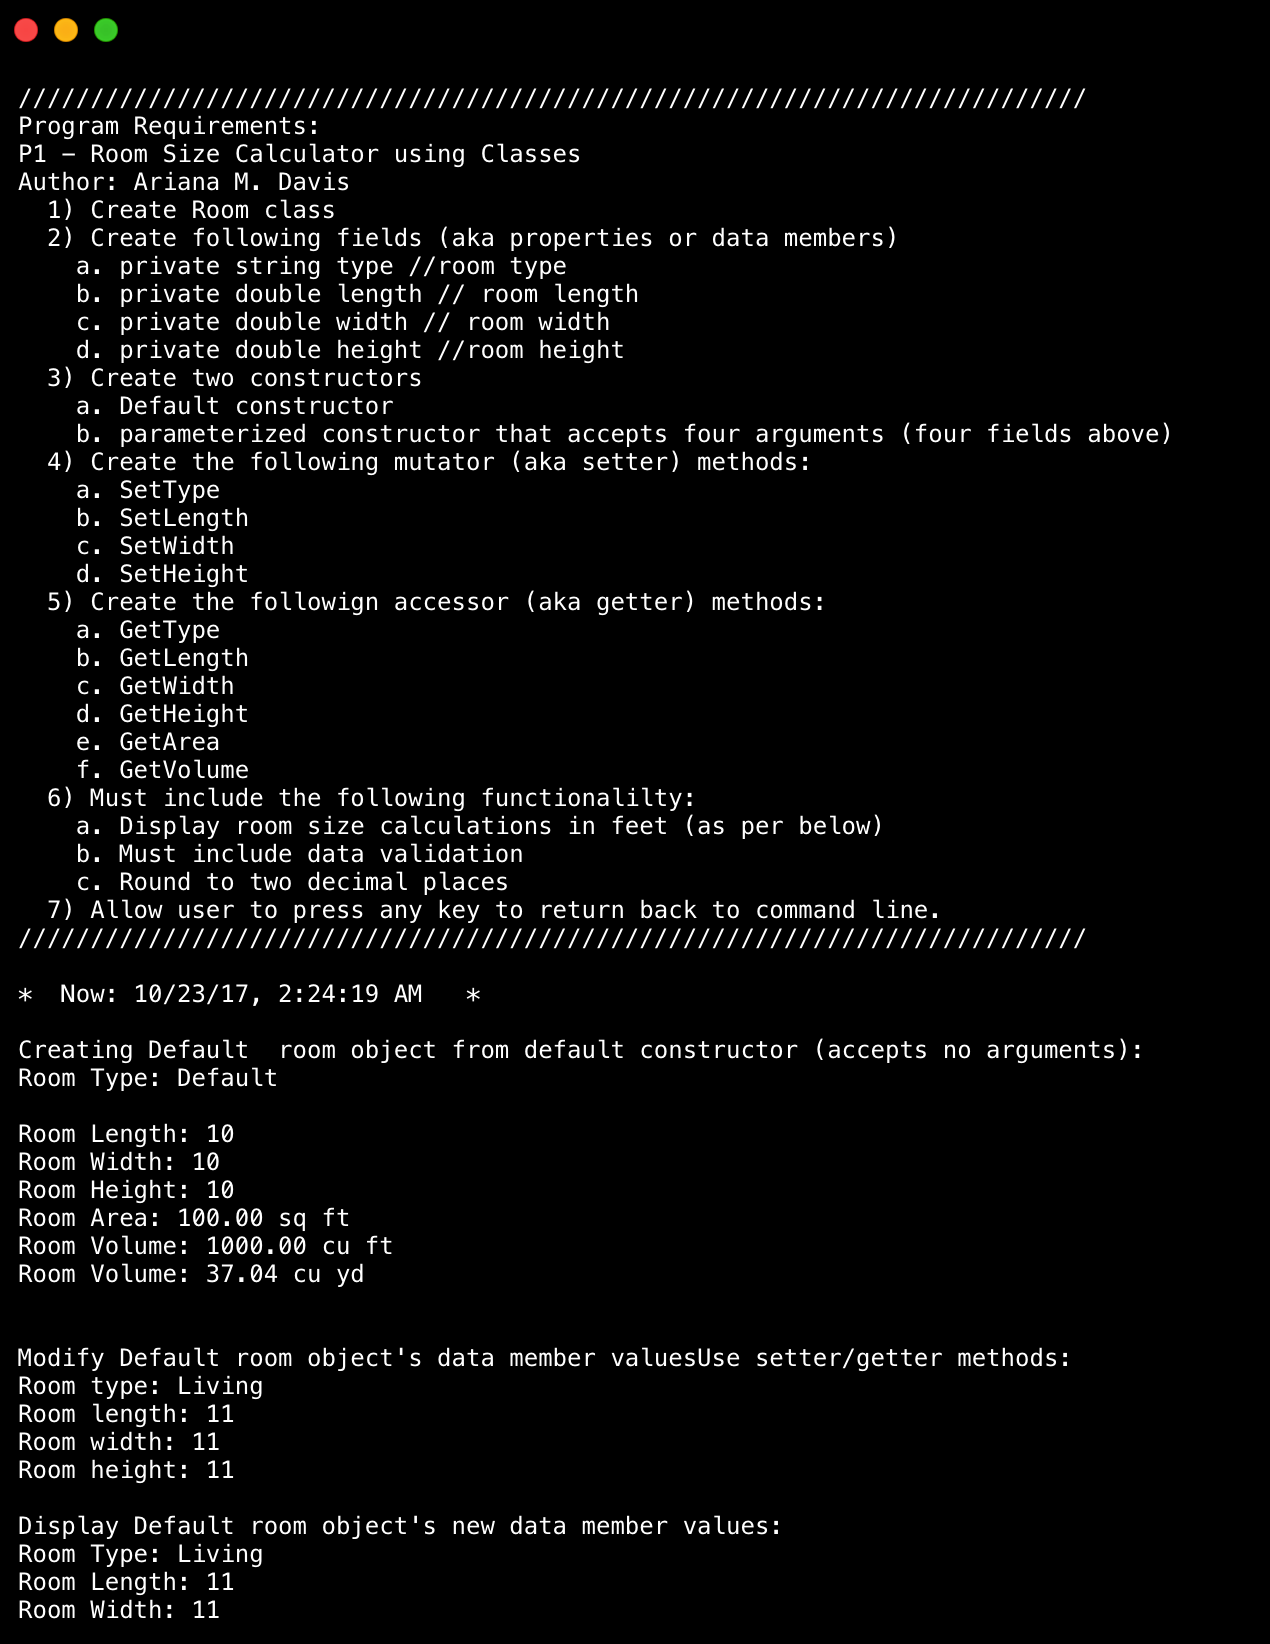 //////////////////////////////////////////////////////////////////////////
Program Requirements:
P1 – Room Size Calculator using Classes
Author: Ariana M. Davis
  1) Create Room class
  2) Create following fields (aka properties or data members)
    a. private string type //room type
    b. private double length // room length
    c. private double width // room width
    d. private double height //room height
  3) Create two constructors
    a. Default constructor
    b. parameterized constructor that accepts four arguments (four fields above)
  4) Create the following mutator (aka setter) methods:
    a. SetType
    b. SetLength
    c. SetWidth
    d. SetHeight
  5) Create the followign accessor (aka getter) methods:
    a. GetType
    b. GetLength
    c. GetWidth
    d. GetHeight
    e. GetArea
    f. GetVolume
  6) Must include the following functionalilty:
    a. Display room size calculations in feet (as per below)
    b. Must include data validation
    c. Round to two decimal places
  7) Allow user to press any key to return back to command line.
//////////////////////////////////////////////////////////////////////////

*  Now: 10/23/17, 2:24:19 AM   *

Creating Default  room object from default constructor (accepts no arguments):
Room Type: Default

Room Length: 10
Room Width: 10
Room Height: 10
Room Area: 100.00 sq ft
Room Volume: 1000.00 cu ft
Room Volume: 37.04 cu yd


Modify Default room object's data member valuesUse setter/getter methods:
Room type: Living
Room length: 11
Room width: 11
Room height: 11

Display Default room object's new data member values:
Room Type: Living
Room Length: 11
Room Width: 11